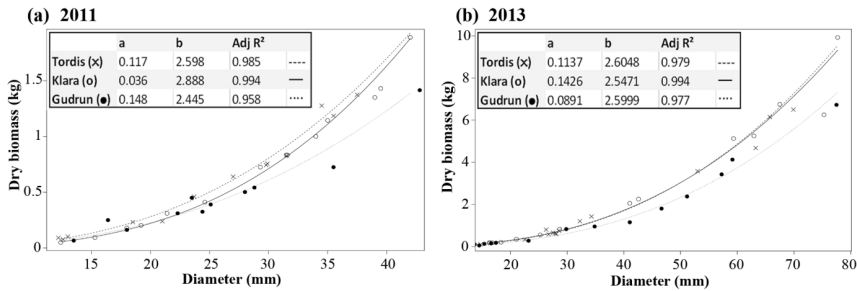 (a) 2011
a b Adj R²
Tordis (×) 0.117 2.598 0.985
Klara (o) 0.036 2.888 0.994
Gudrun (●) 0.148 2.445 0.958
Dry biomass (kg)
1.5
1
0.5
0
15 20 25 30 35 40
Diameter (mm)
(b) 2013
a b Adj R²
Tordis (×) 0.1137 2.6048 0.979
Klara (o) 0.1426 2.5471 0.994
Gudrun (●) 0.0891 2.5999 0.977
Dry biomass (kg)
10
8
6
4
2
0
20 30 40 50 60 70 80
Diameter (mm)